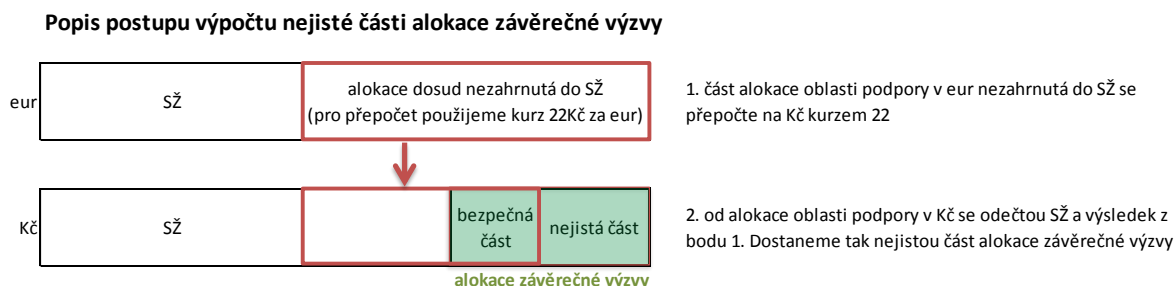 Popis postupu výpočtu nejisté části alokace závěrečné výzvy
eur
SŽ
alokace dosud nezahrnutá do SŽ
(pro přepočet použijeme kurz 22Kč za eur)
1. část alokace oblasti podpory v eur nezahrnutá do SŽ se
přepočte na Kč kurzem 22
Kč
SŽ
bezpečná
část
nejistá část
2. od alokace oblasti podpory v Kč se odečtou SŽ a výsledek z
bodu 1. Dostaneme tak nejistou část alokace závěrečné výzvy
alokace závěrečné výzvy